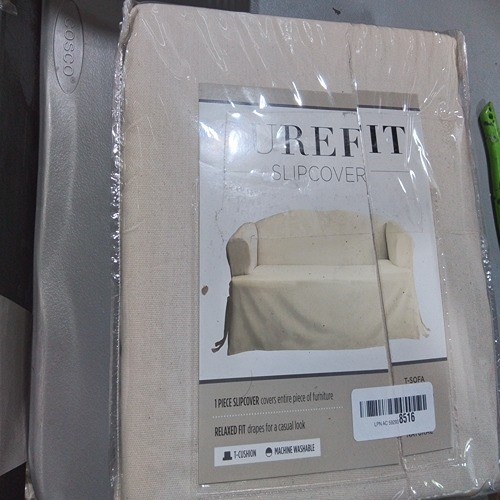 COSCO
UREFIT
SLIPCOVER
1 PIECE SLIPCOVER covers entire piece of furniture
RELAXED FIT drapes for a casual look
T-CUSHION MACHINE WASHABLE
T-SOFA
8516